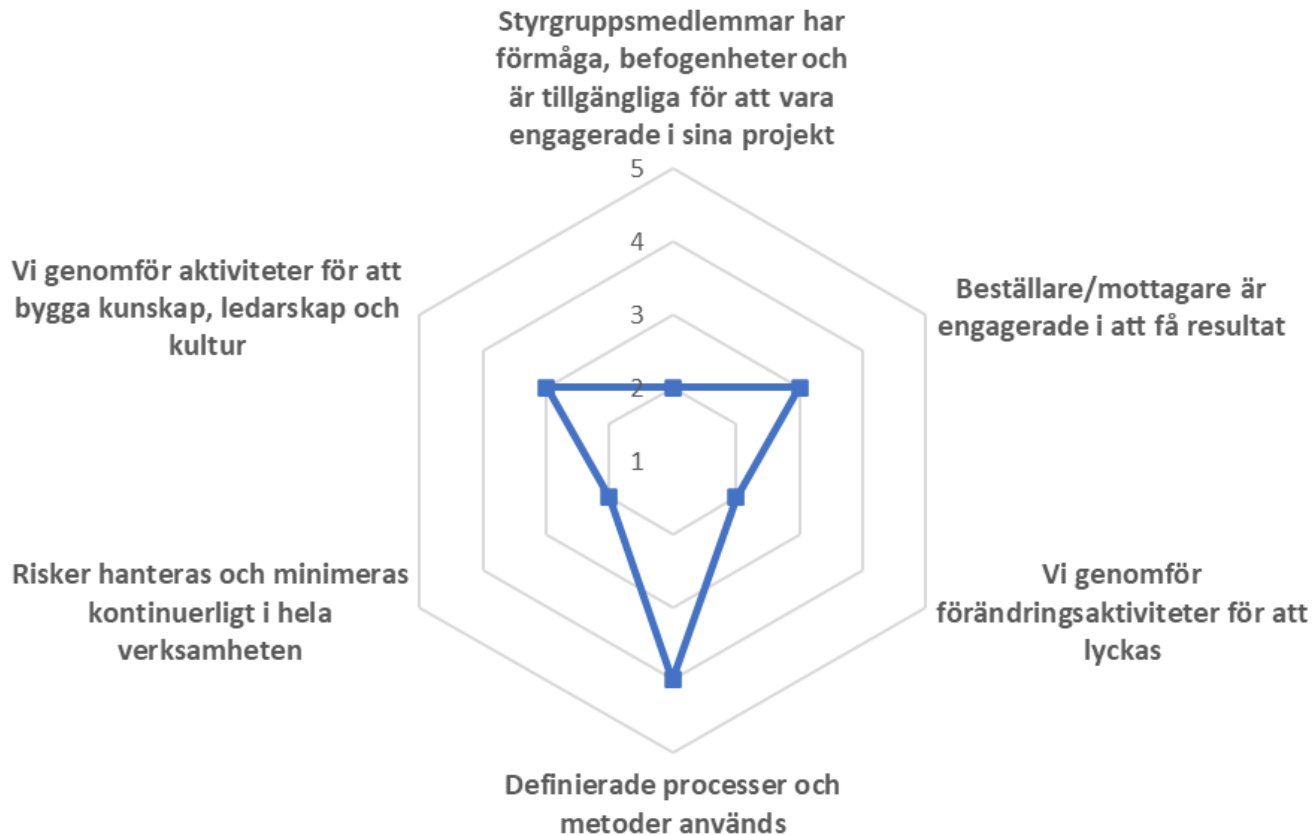 Styrgruppsmedlemmar har
förmåga, befogenheter och
är tillgängliga för att vara
engagerade i sina projekt
5
4
3
2
1
Beställare/mottagare är
engagerade i att få resultat
Vi genomför
förändringsaktiviteter för att
lyckas
Definierade processer och
metoder används
Risker hanteras och minimeras
kontinuerligt i hela
verksamheten
Vi genomför aktiviteter för att
bygga kunskap, ledarskap och
kultur